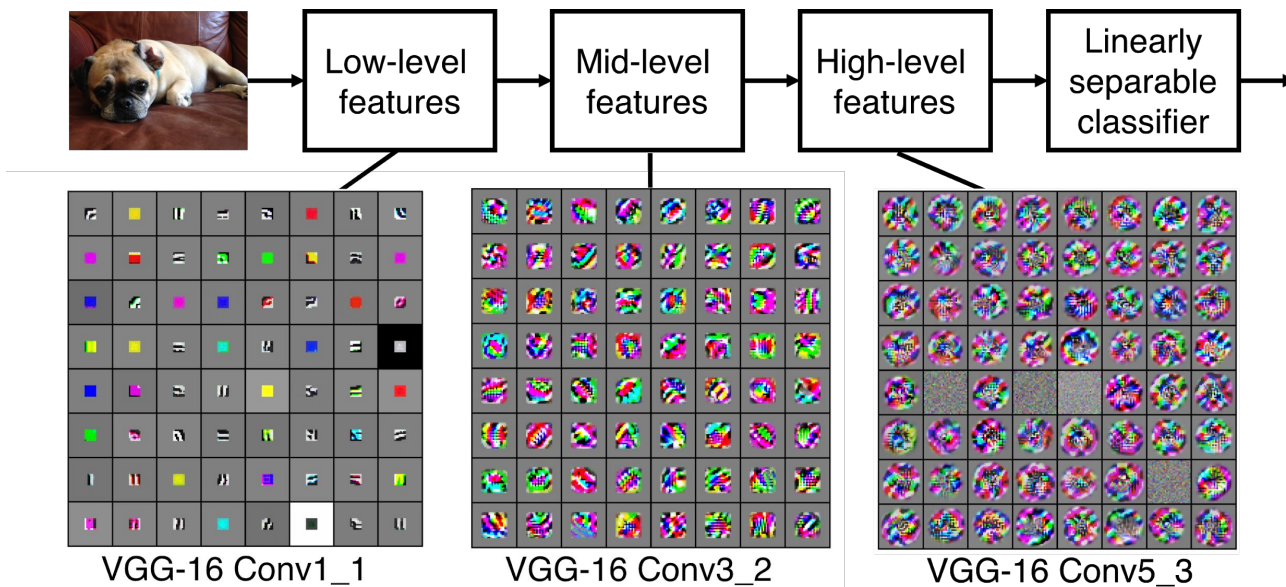 Low-level
features
Mid-level
features
High-level
features
Linearly
separable
classifier
VGG-16 Conv1_1
VGG-16 Conv3_2
VGG-16 Conv5_3